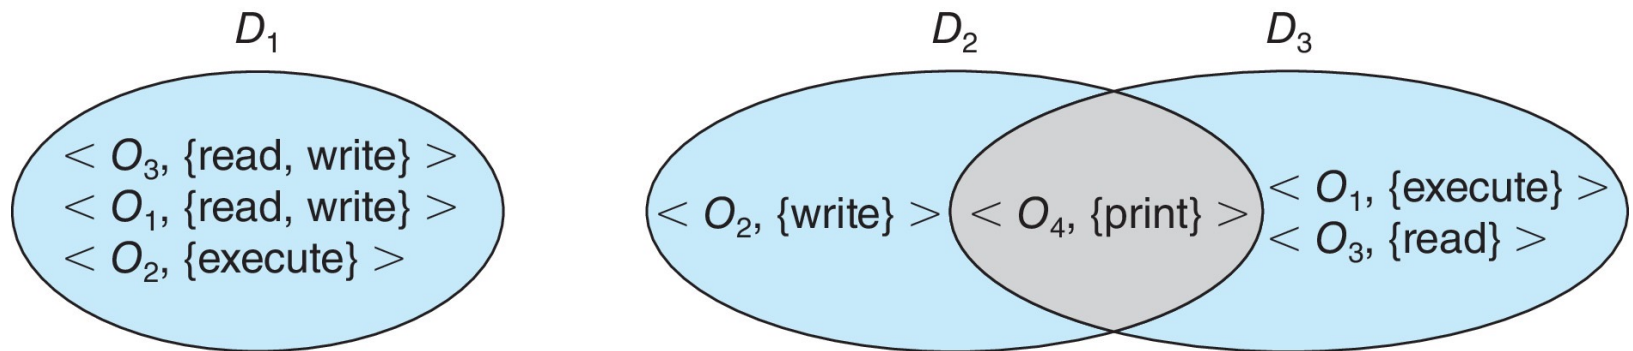 D₁
D₂
D₃
< O₃, {read, write} >
< O₁, {read, write} >
< O₂, {execute} >
< O₂, {write} >
< O₄, {print} >
< O₁, {execute} >
< O₃, {read} >